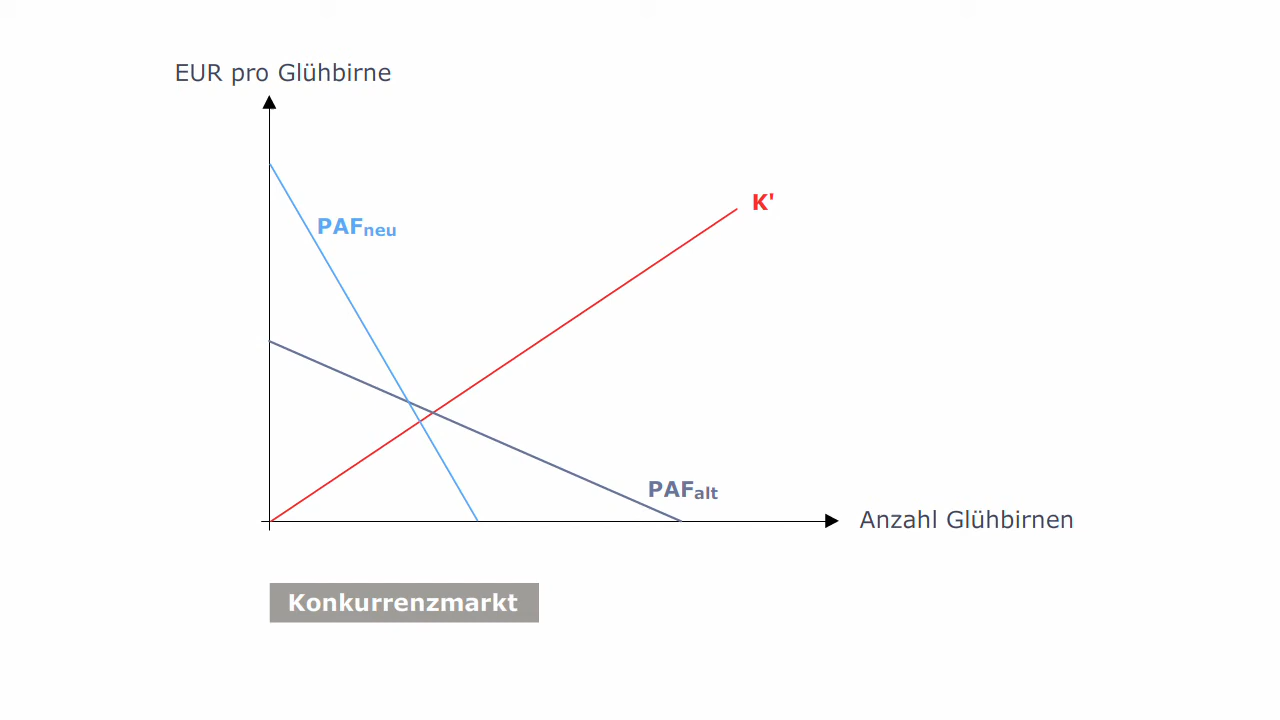 EUR pro Glühbirne
K'
PAFneu
PAFalt
Anzahl Glühbirnen
Konkurrenzmarkt